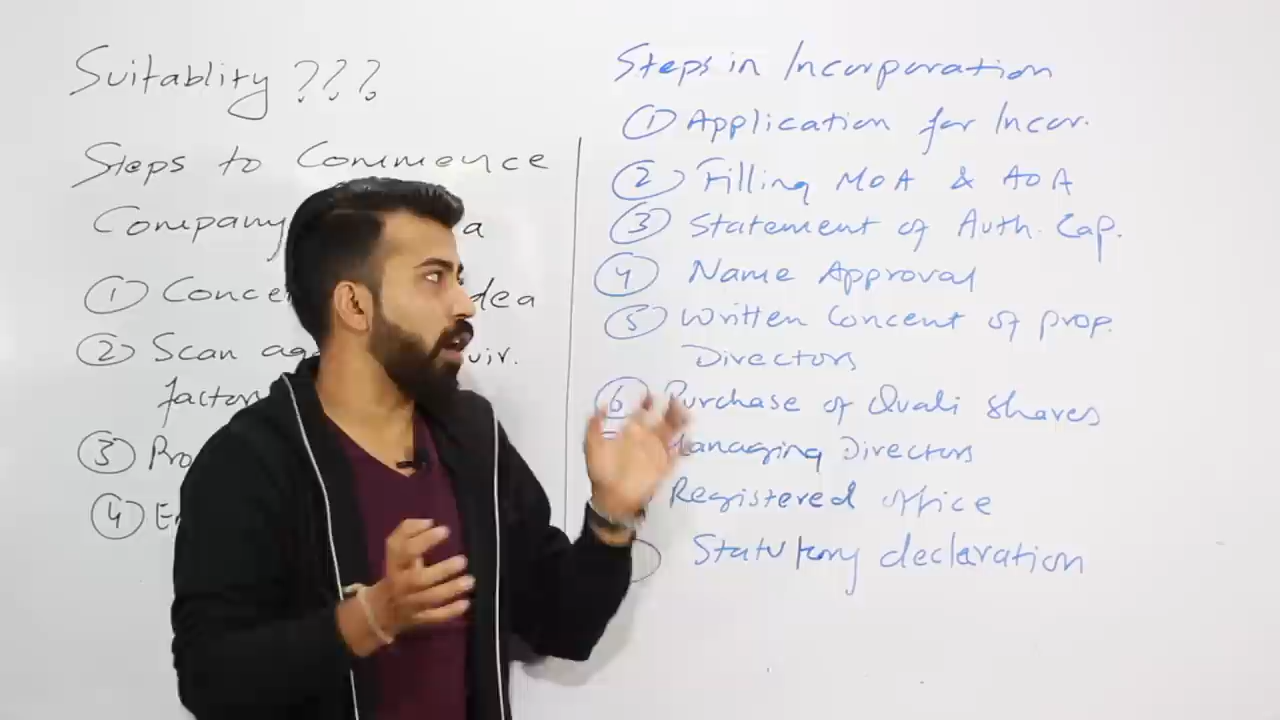 Suitablity ???
Steps to Commence
Company a
① Conce dea
② Scan ag vir.
factor
③ Pro
④ E
Steps in Incorporation
① Application for Incor.
② Filling MOA & AOA
③ Statement of Auth. Cap.
④ Name Approval
⑤ Written Concent of prop.
Directors
⑥ Purchase of Quali shares
Managing Directors
Registered office
Statutory declaration